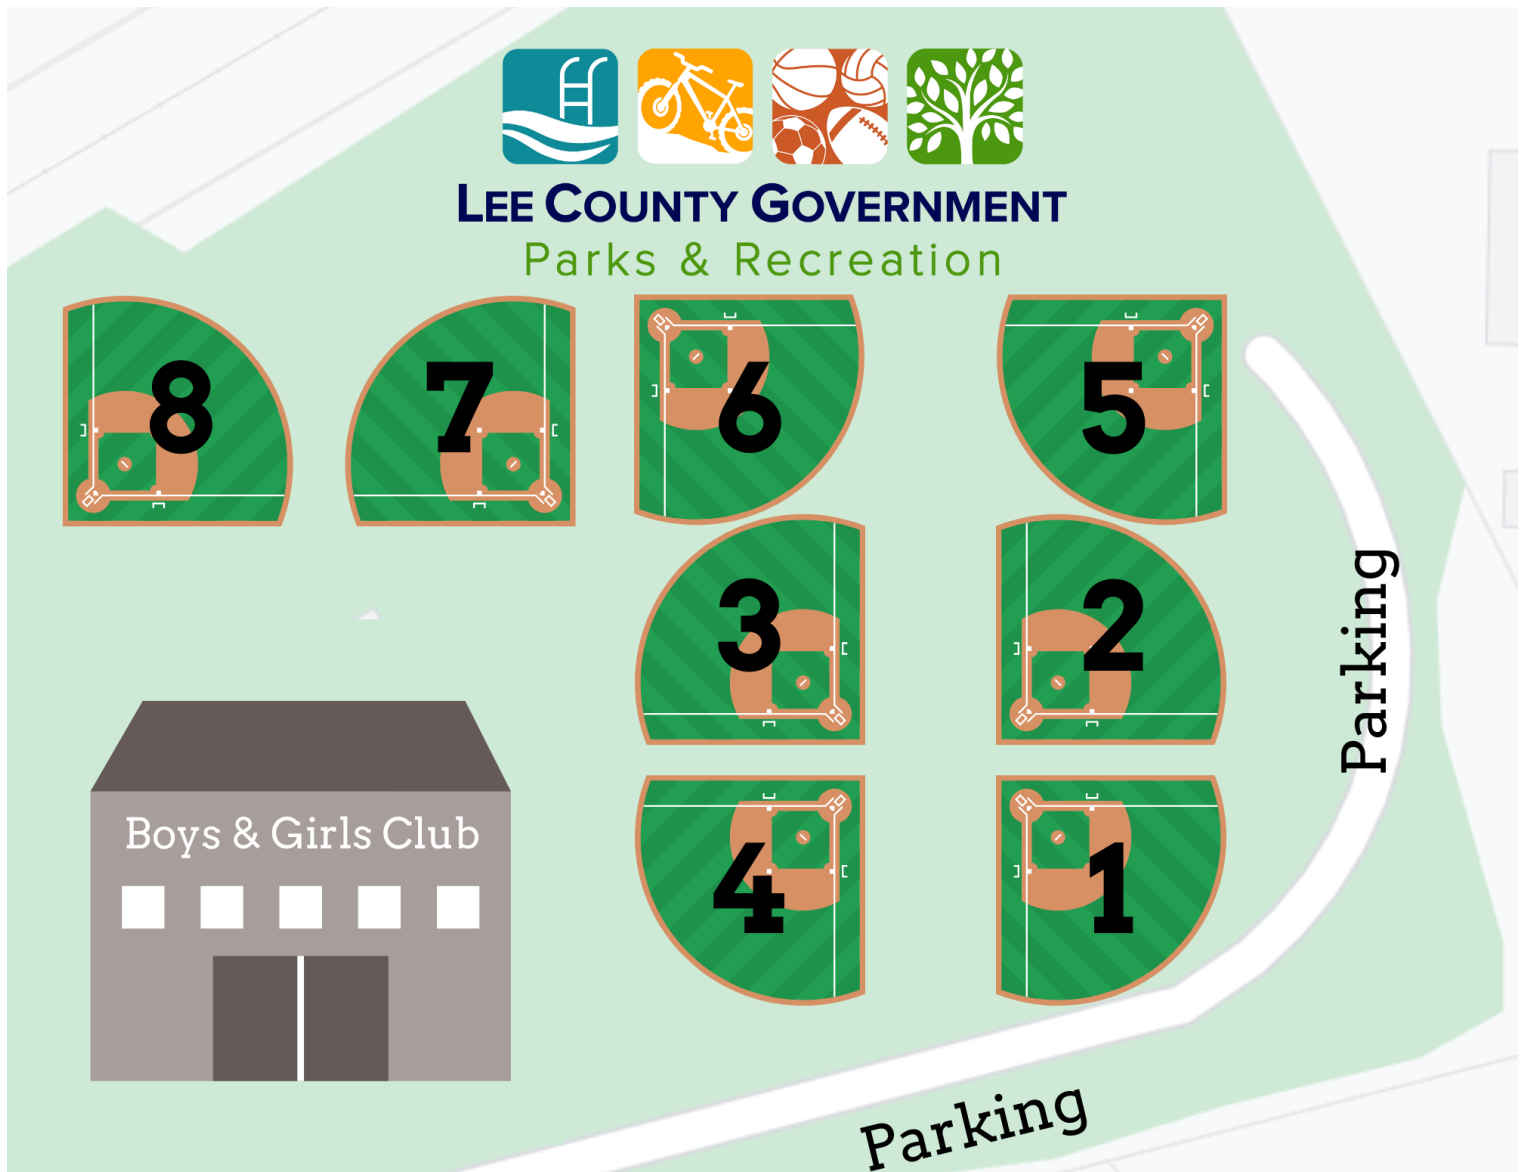 LEE COUNTY GOVERNMENT
Parks & Recreation
8 7 6 5
3 2
Parking
Boys & Girls Club
4 1
Parking